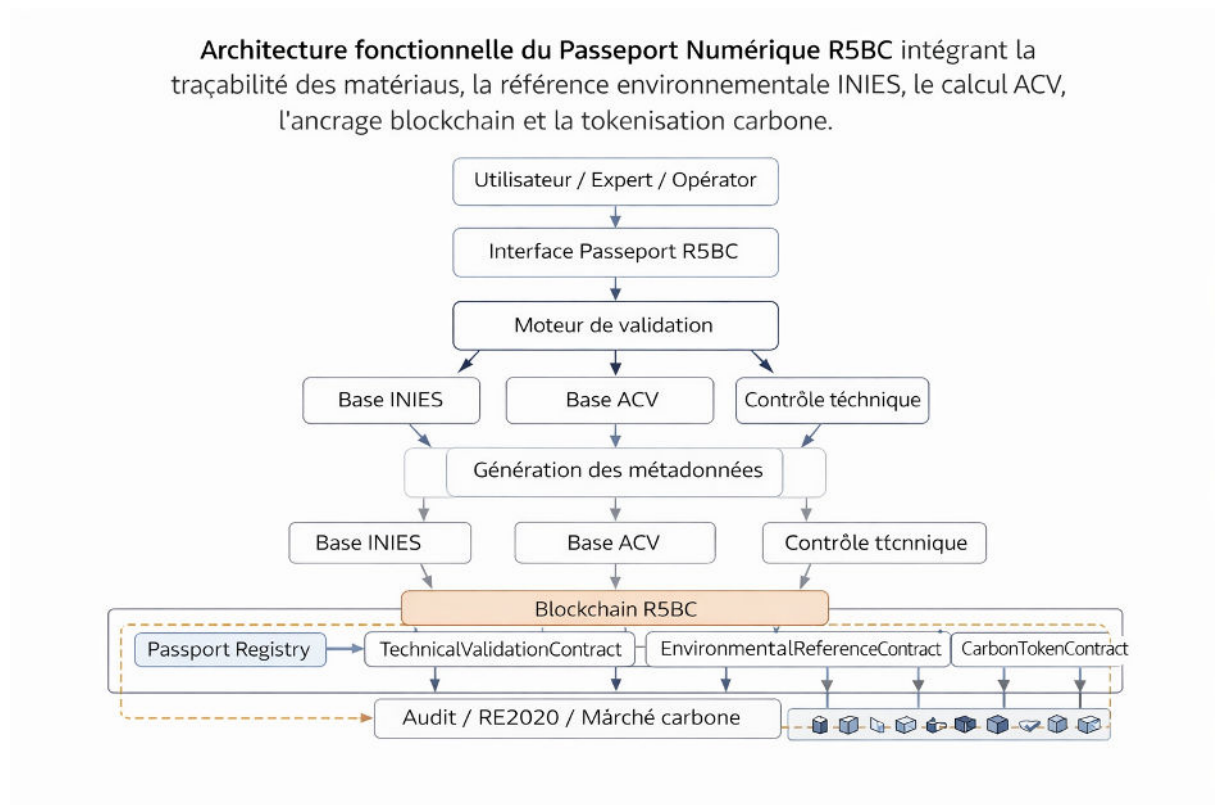 Architecture fonctionnelle du Passeport Numérique R5BC intégrant la
traçabilité des matériaus, la référence environnementale INIES, le calcul ACV,
l'ancrage blockchain et la tokenisation carbone.
Utilisateur / Expert / Opérator
Interface Passeport R5BC
Moteur de validation
Base INIES
Base ACV
Contrôle téchnique
Génération des métadonnées
Base INIES
Base ACV
Contrôle tfcnnique
Blockchain R5BC
Passport Registry
TechnicalValidationContract
EnvironmentalReferenceContract
CarbonTokenContract
Audit / RE2020 / Márché carbone